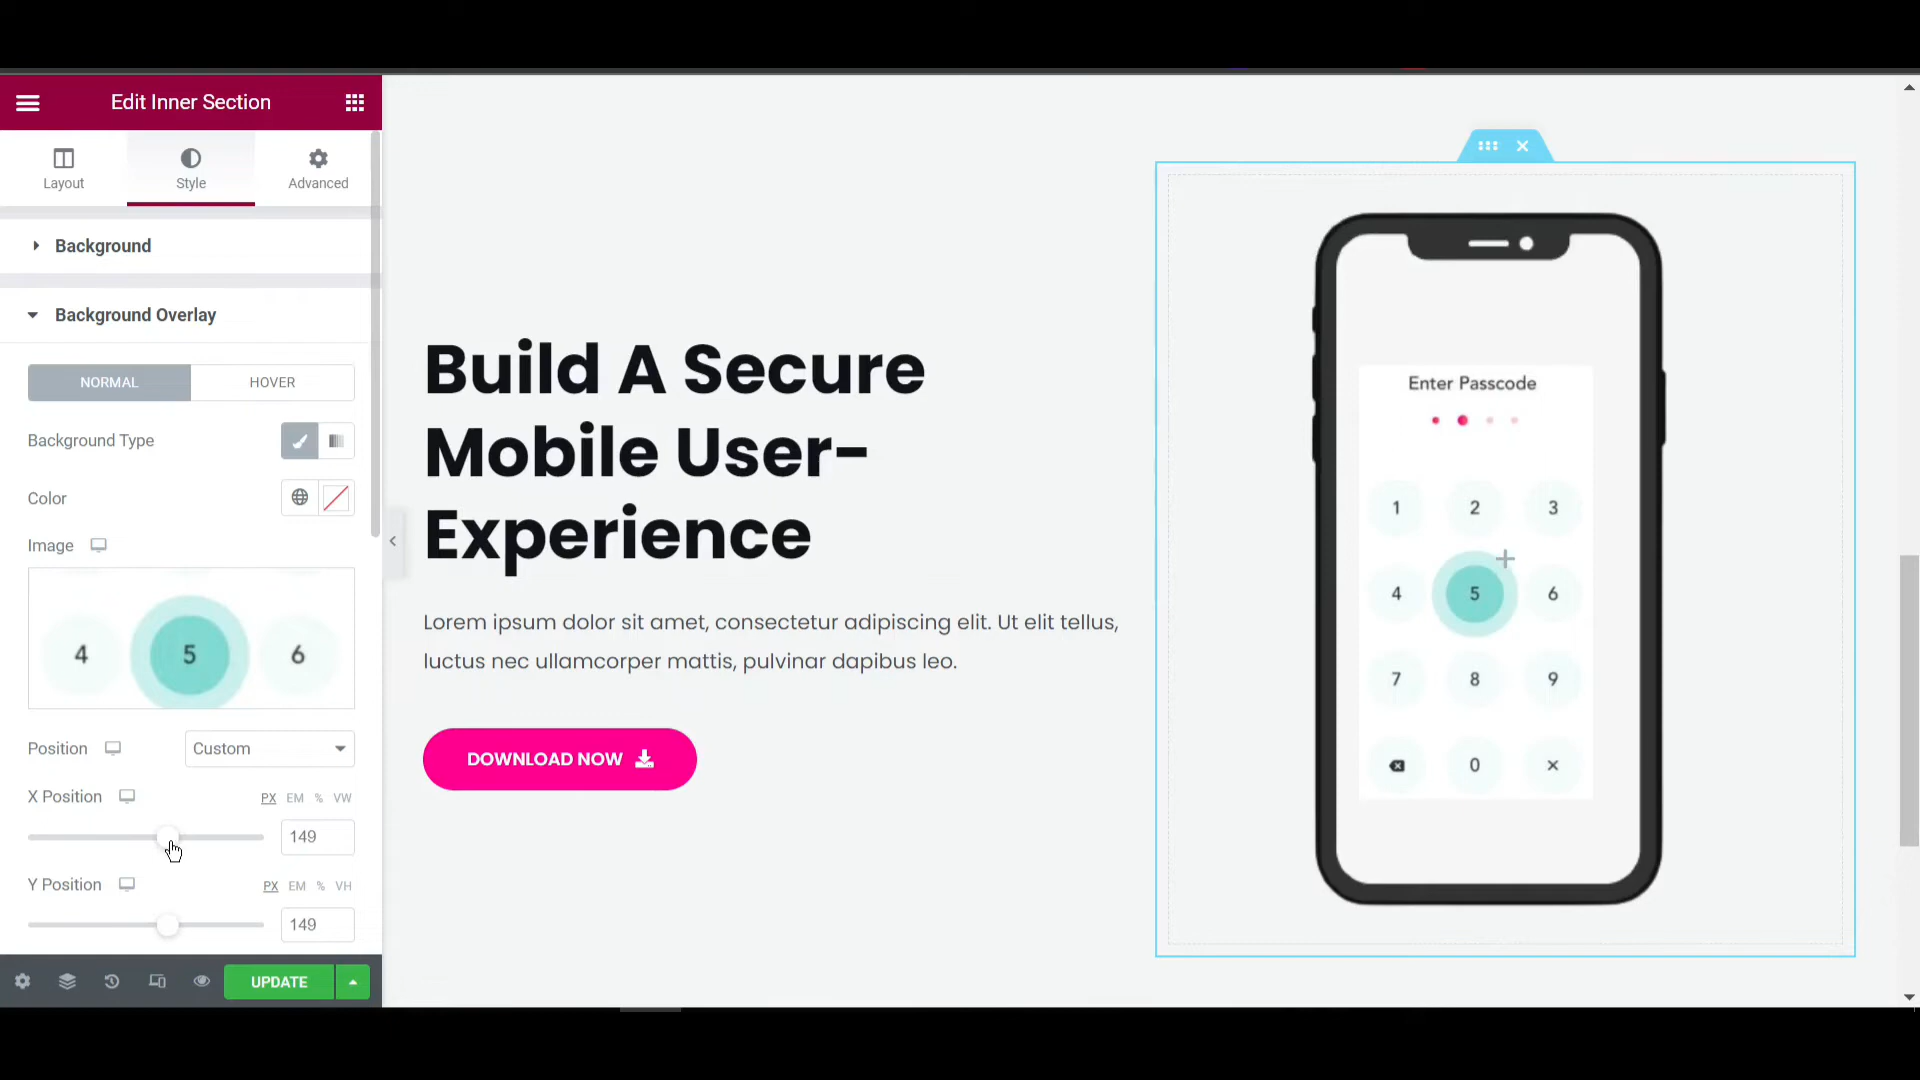 Edit Inner Section
Layout
Style
Advanced
Background
Background Overlay
NORMAL
HOVER
Background Type
Color
Image
4 5 6
Position
Custom
X Position
PX EM % VW
149
Y Position
PX EM % VH
149
UPDATE
Build A Secure
Mobile User-
Experience
Lorem ipsum dolor sit amet, consectetur adipiscing elit. Ut elit tellus,
luctus nec ullamcorper mattis, pulvinar dapibus leo.
DOWNLOAD NOW
Enter Passcode
1 2 3
4 5 6
7 8 9
0